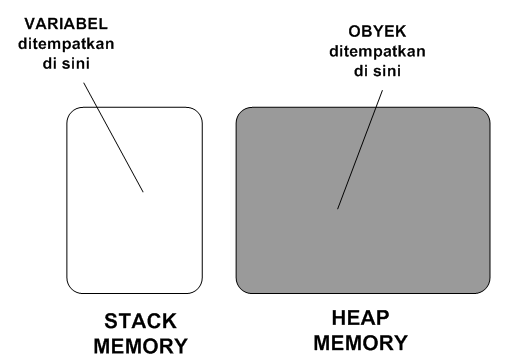 VARIABEL
ditempatkan
di sini
OBYEK
ditempatkan
di sini
STACK
MEMORY
HEAP
MEMORY